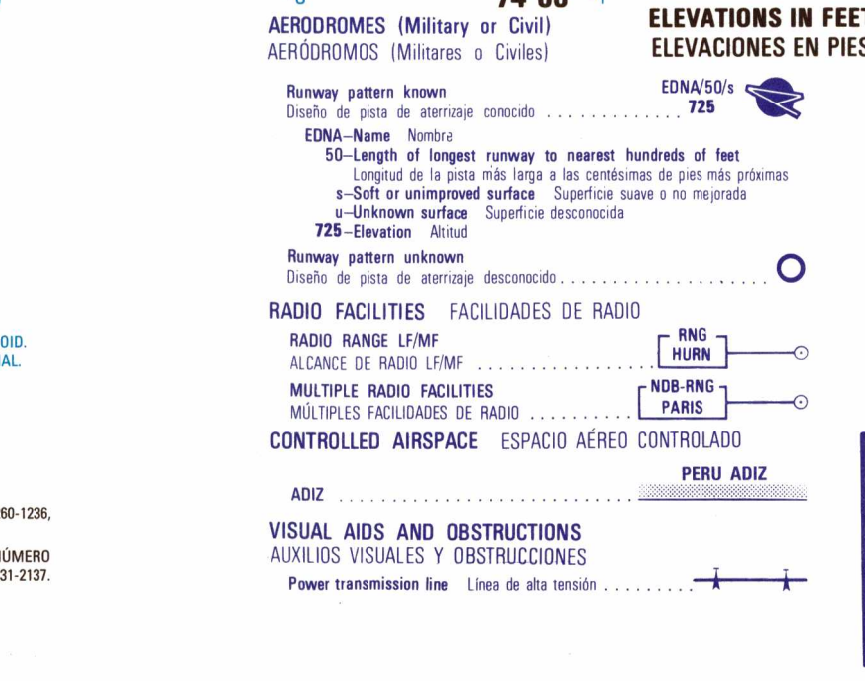 AERODROMES (Military or Civil)
AERÓDROMOS (Militares o Civiles)
ELEVATIONS IN FEET
ELEVACIONES EN PIES
Runway pattern known
Diseño de pista de aterrizaje conocido . . . . . . . . . . . . . .
EDNA/50/s
725
EDNA–Name Nombre
50–Length of longest runway to nearest hundreds of feet
Longitud de la pista más larga a las centésimas de pies más próximas
s–Soft or unimproved surface Superficie suave o no mejorada
u–Unknown surface Superficie desconocida
725–Elevation Altitud
Runway pattern unknown
Diseño de pista de aterrizaje desconocido . . . . . . . . . . . . . . . . . . . . .
RADIO FACILITIES FACILIDADES DE RADIO
RADIO RANGE LF/MF
ALCANCE DE RADIO LF/MF . . . . . . . . . . . . . . . . . .
RNG
HURN
MULTIPLE RADIO FACILITIES
MÚLTIPLES FACILIDADES DE RADIO . . . . . . . . . .
NDB-RNG
PARIS
CONTROLLED AIRSPACE ESPACIO AÉREO CONTROLADO
PERU ADIZ
ADIZ . . . . . . . . . . . . . . . . . . . . . . . . . . . . . .
VISUAL AIDS AND OBSTRUCTIONS
AUXILIOS VISUALES Y OBSTRUCCIONES
Power transmission line Línea de alta tensión . . . . . . . . .
OID.
AL.
60-1236,
ÚMERO
31-2137.